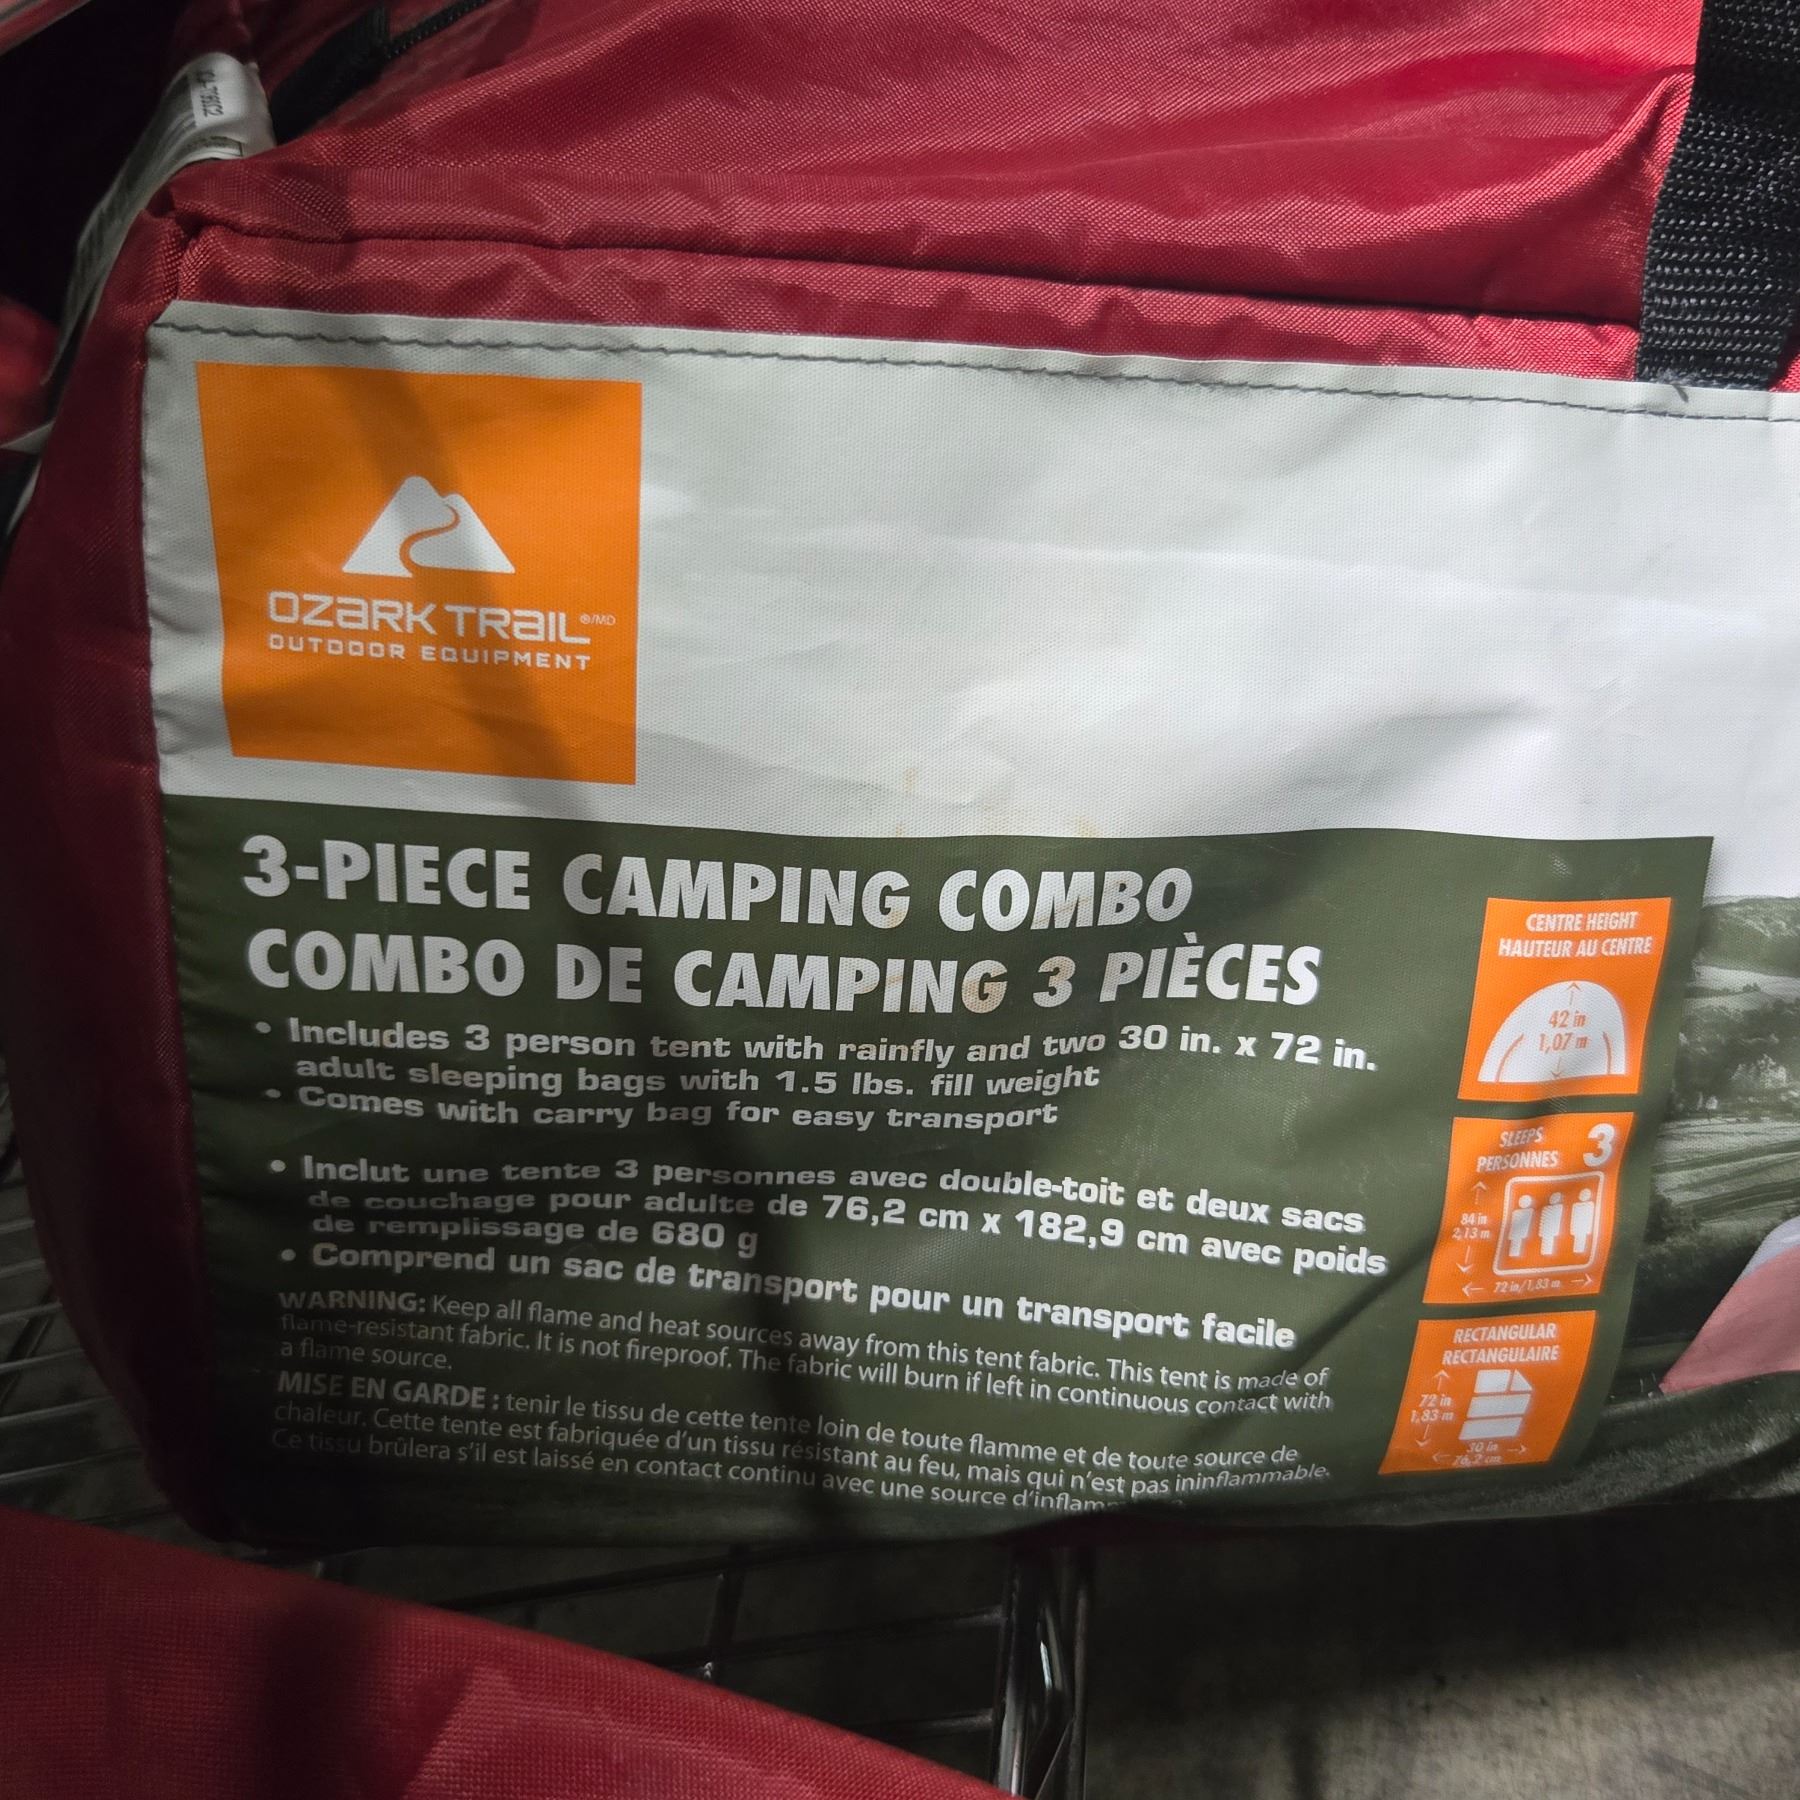 OZARK TRAIL ®/MD
OUTDOOR EQUIPMENT
3-PIECE CAMPING COMBO
COMBO DE CAMPING 3 PIÈCES
• Includes 3 person tent with rainfly and two 30 in. x 72 in.
adult sleeping bags with 1.5 lbs. fill weight
• Comes with carry bag for easy transport
• Inclut une tente 3 personnes avec double-toit et deux sacs
de couchage pour adulte de 76,2 cm x 182,9 cm avec poids
de remplissage de 680 g
• Comprend un sac de transport pour un transport facile
WARNING: Keep all flame and heat sources away from this tent fabric. This tent is made of
flame-resistant fabric. It is not fireproof. The fabric will burn if left in continuous contact with
a flame source.
MISE EN GARDE : tenir le tissu de cette tente loin de toute flamme et de toute source de
chaleur. Cette tente est fabriquée d'un tissu résistant au feu, mais qui n'est pas ininflammable.
Ce tissu brûlera s'il est laissé en contact continu avec une source
CENTRE HEIGHT
HAUTEUR AU CENTRE
42 in
1,07 m
SLEEPS 3
PERSONNES
84 in
2,13 m
72 in/1,83 m
RECTANGULAR
RECTANGULAIRE
72 in
1,83 m
30 in
76,2 cm